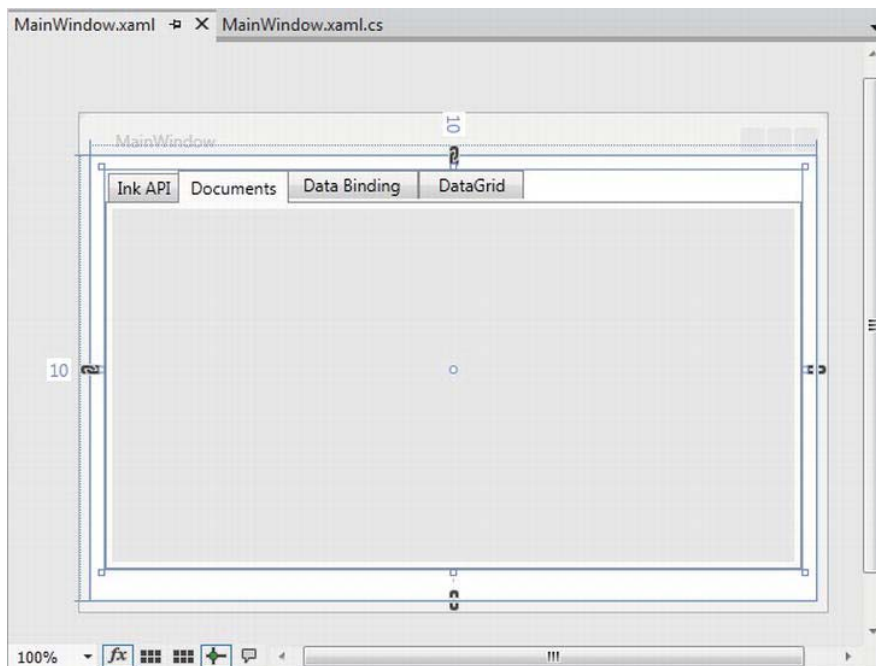 MainWindow.xaml MainWindow.xaml.cs
10
MainWindow
Ink API Documents Data Binding DataGrid
10
100% fx